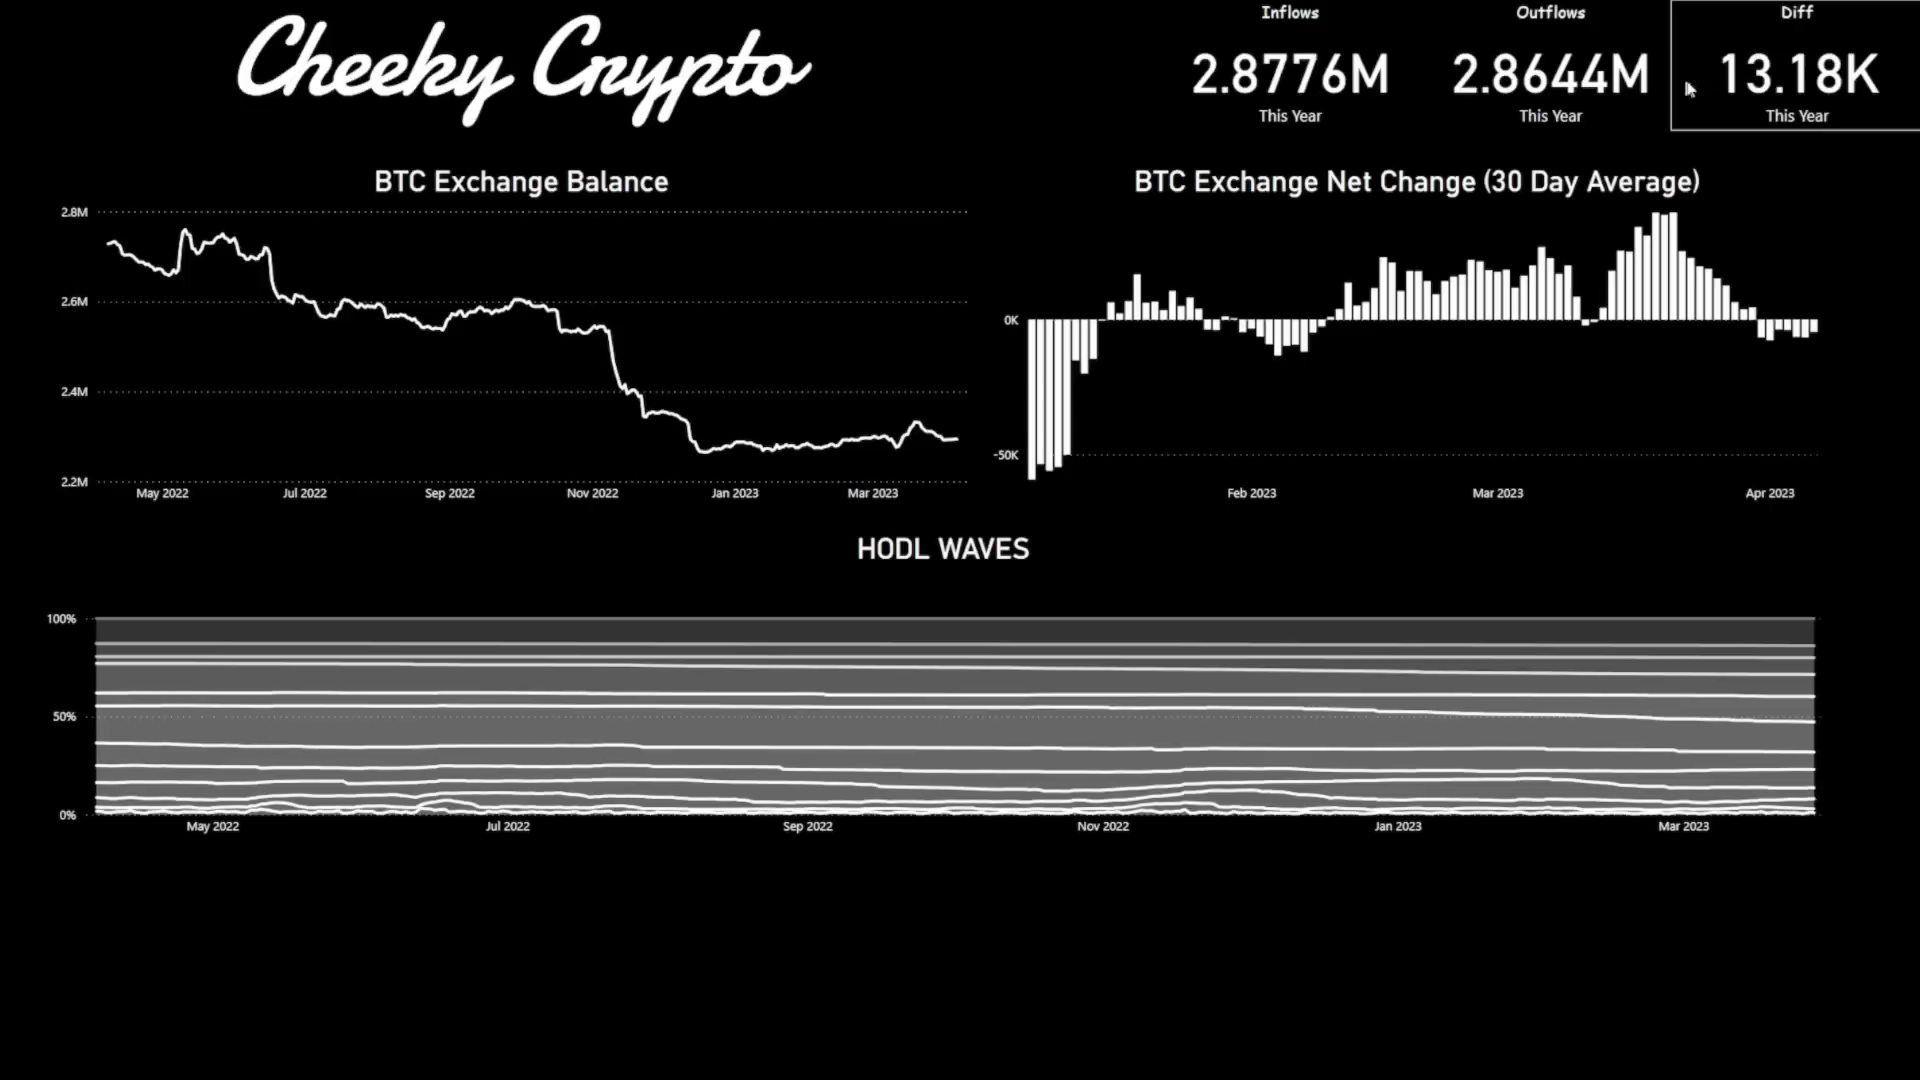 Cheeky Crypto
Inflows
2.8776M
This Year
Outflows
2.8644M
This Year
Diff
13.18K
This Year
BTC Exchange Balance
2.8M
2.6M
2.4M
2.2M
May 2022 Jul 2022 Sep 2022 Nov 2022 Jan 2023 Mar 2023
BTC Exchange Net Change (30 Day Average)
0K
-50K
Feb 2023 Mar 2023 Apr 2023
HODL WAVES
100%
50%
0%
May 2022 Jul 2022 Sep 2022 Nov 2022 Jan 2023 Mar 2023